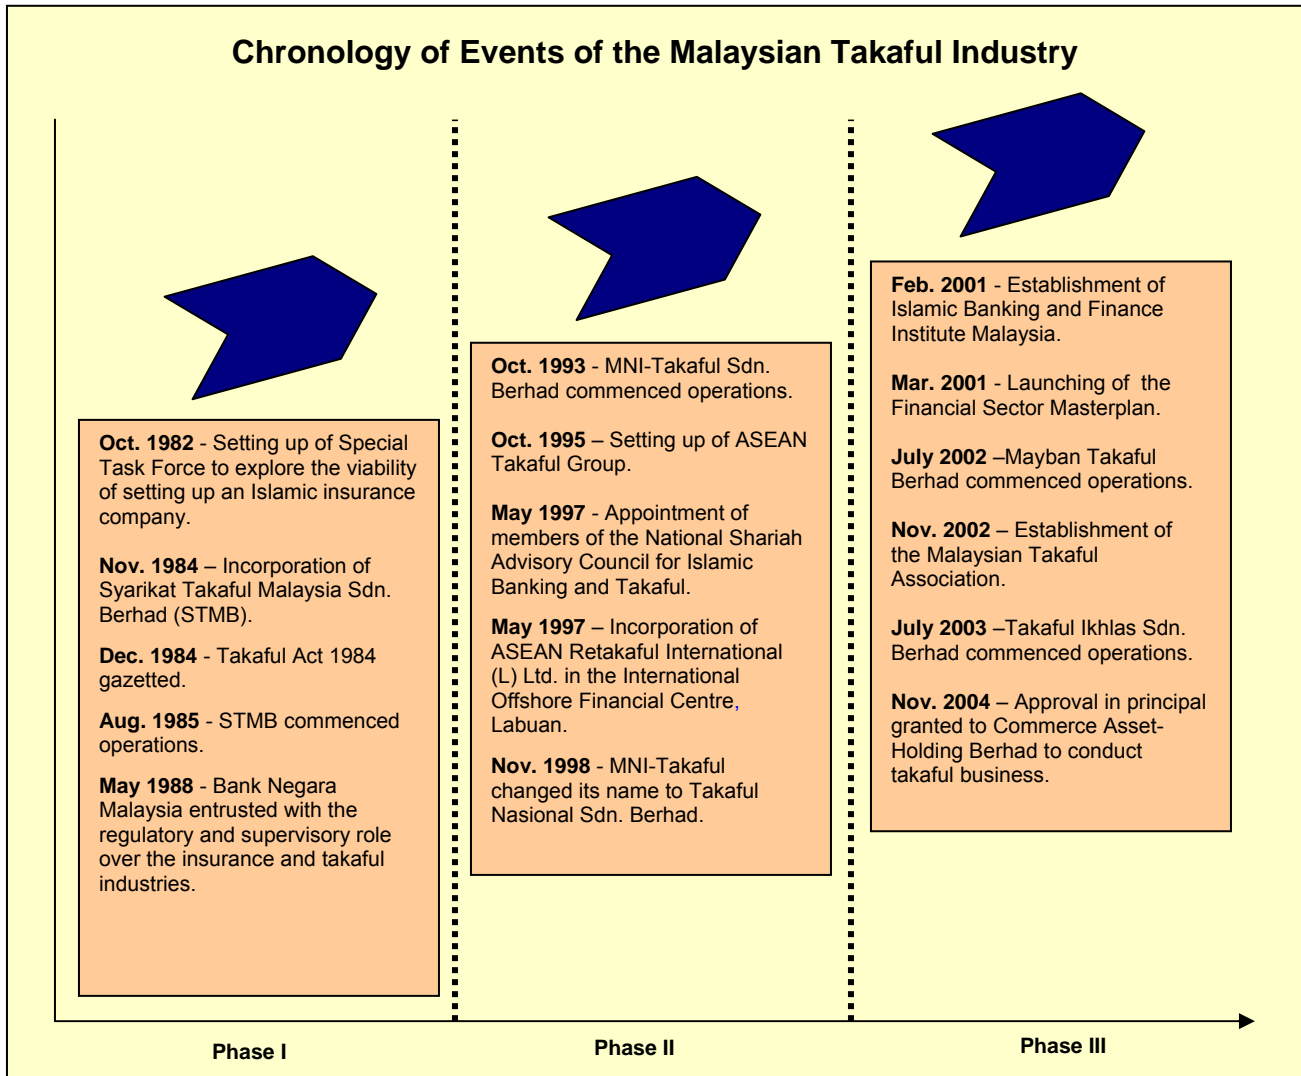 Chronology of Events of the Malaysian Takaful Industry
Oct. 1982 - Setting up of Special
Task Force to explore the viability
of setting up an Islamic insurance
company.
Nov. 1984 – Incorporation of
Syarikat Takaful Malaysia Sdn.
Berhad (STMB).
Dec. 1984 - Takaful Act 1984
gazetted.
Aug. 1985 - STMB commenced
operations.
May 1988 - Bank Negara
Malaysia entrusted with the
regulatory and supervisory role
over the insurance and takaful
industries.
Oct. 1993 - MNI-Takaful Sdn.
Berhad commenced operations.
Oct. 1995 – Setting up of ASEAN
Takaful Group.
May 1997 - Appointment of
members of the National Shariah
Advisory Council for Islamic
Banking and Takaful.
May 1997 – Incorporation of
ASEAN Retakaful International
(L) Ltd. in the International
Offshore Financial Centre,
Labuan.
Nov. 1998 - MNI-Takaful
changed its name to Takaful
Nasional Sdn. Berhad.
Feb. 2001 - Establishment of
Islamic Banking and Finance
Institute Malaysia.
Mar. 2001 - Launching of the
Financial Sector Masterplan.
July 2002 –Mayban Takaful
Berhad commenced operations.
Nov. 2002 – Establishment of
the Malaysian Takaful
Association.
July 2003 –Takaful Ikhlas Sdn.
Berhad commenced operations.
Nov. 2004 – Approval in principal
granted to Commerce Asset-
Holding Berhad to conduct
takaful business.
Phase I
Phase II
Phase III